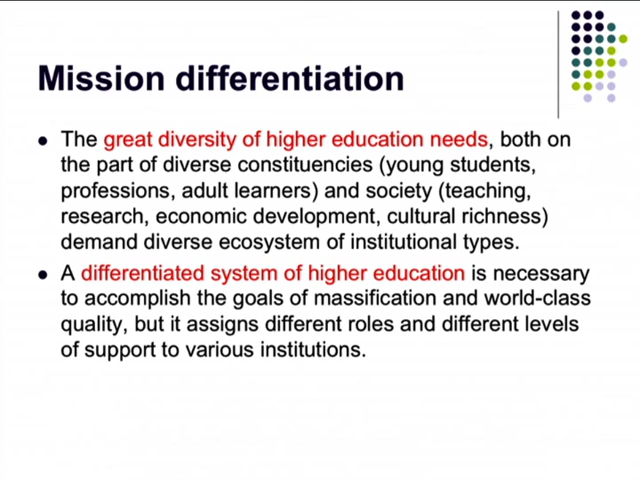 Mission differentiation
● The great diversity of higher education needs, both on
the part of diverse constituencies (young students,
professions, adult learners) and society (teaching,
research, economic development, cultural richness)
demand diverse ecosystem of institutional types.
● A differentiated system of higher education is necessary
to accomplish the goals of massification and world-class
quality, but it assigns different roles and different levels
of support to various institutions.